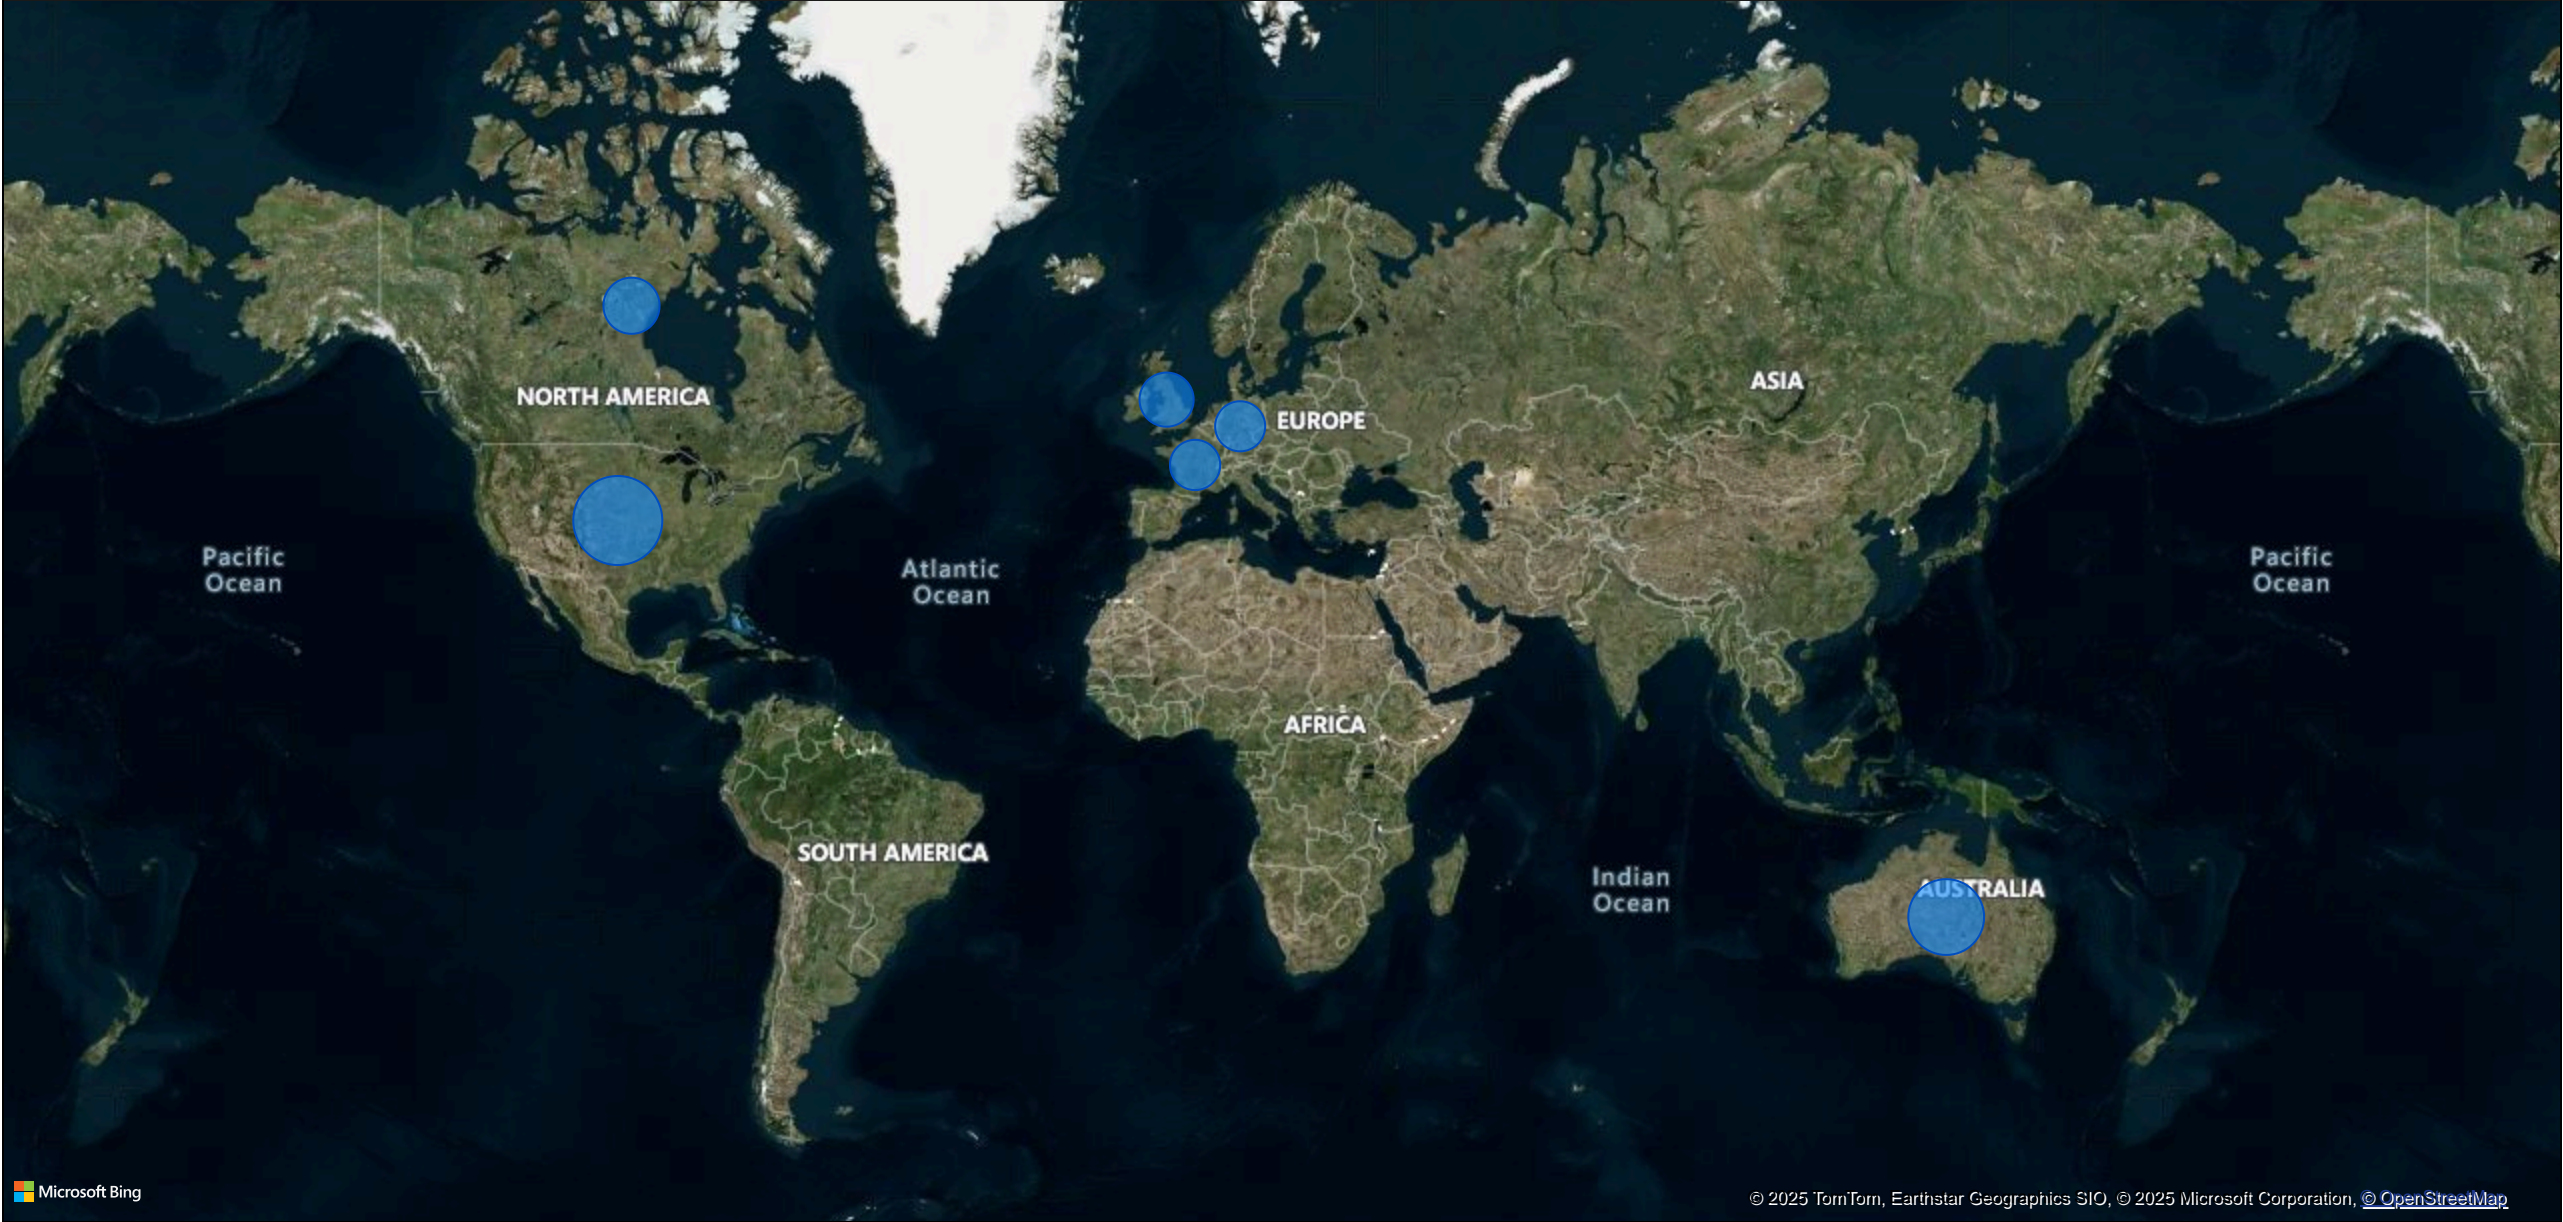 NORTH AMERICA
ASIA
EUROPE
Pacific
Ocean
Atlantic
Ocean
Pacific
Ocean
AFRICA
SOUTH AMERICA
Indian
Ocean
AUSTRALIA
Microsoft Bing
© 2025 TomTom, Earthstar Geographics SIO, © 2025 Microsoft Corporation, © OpenStreetMap